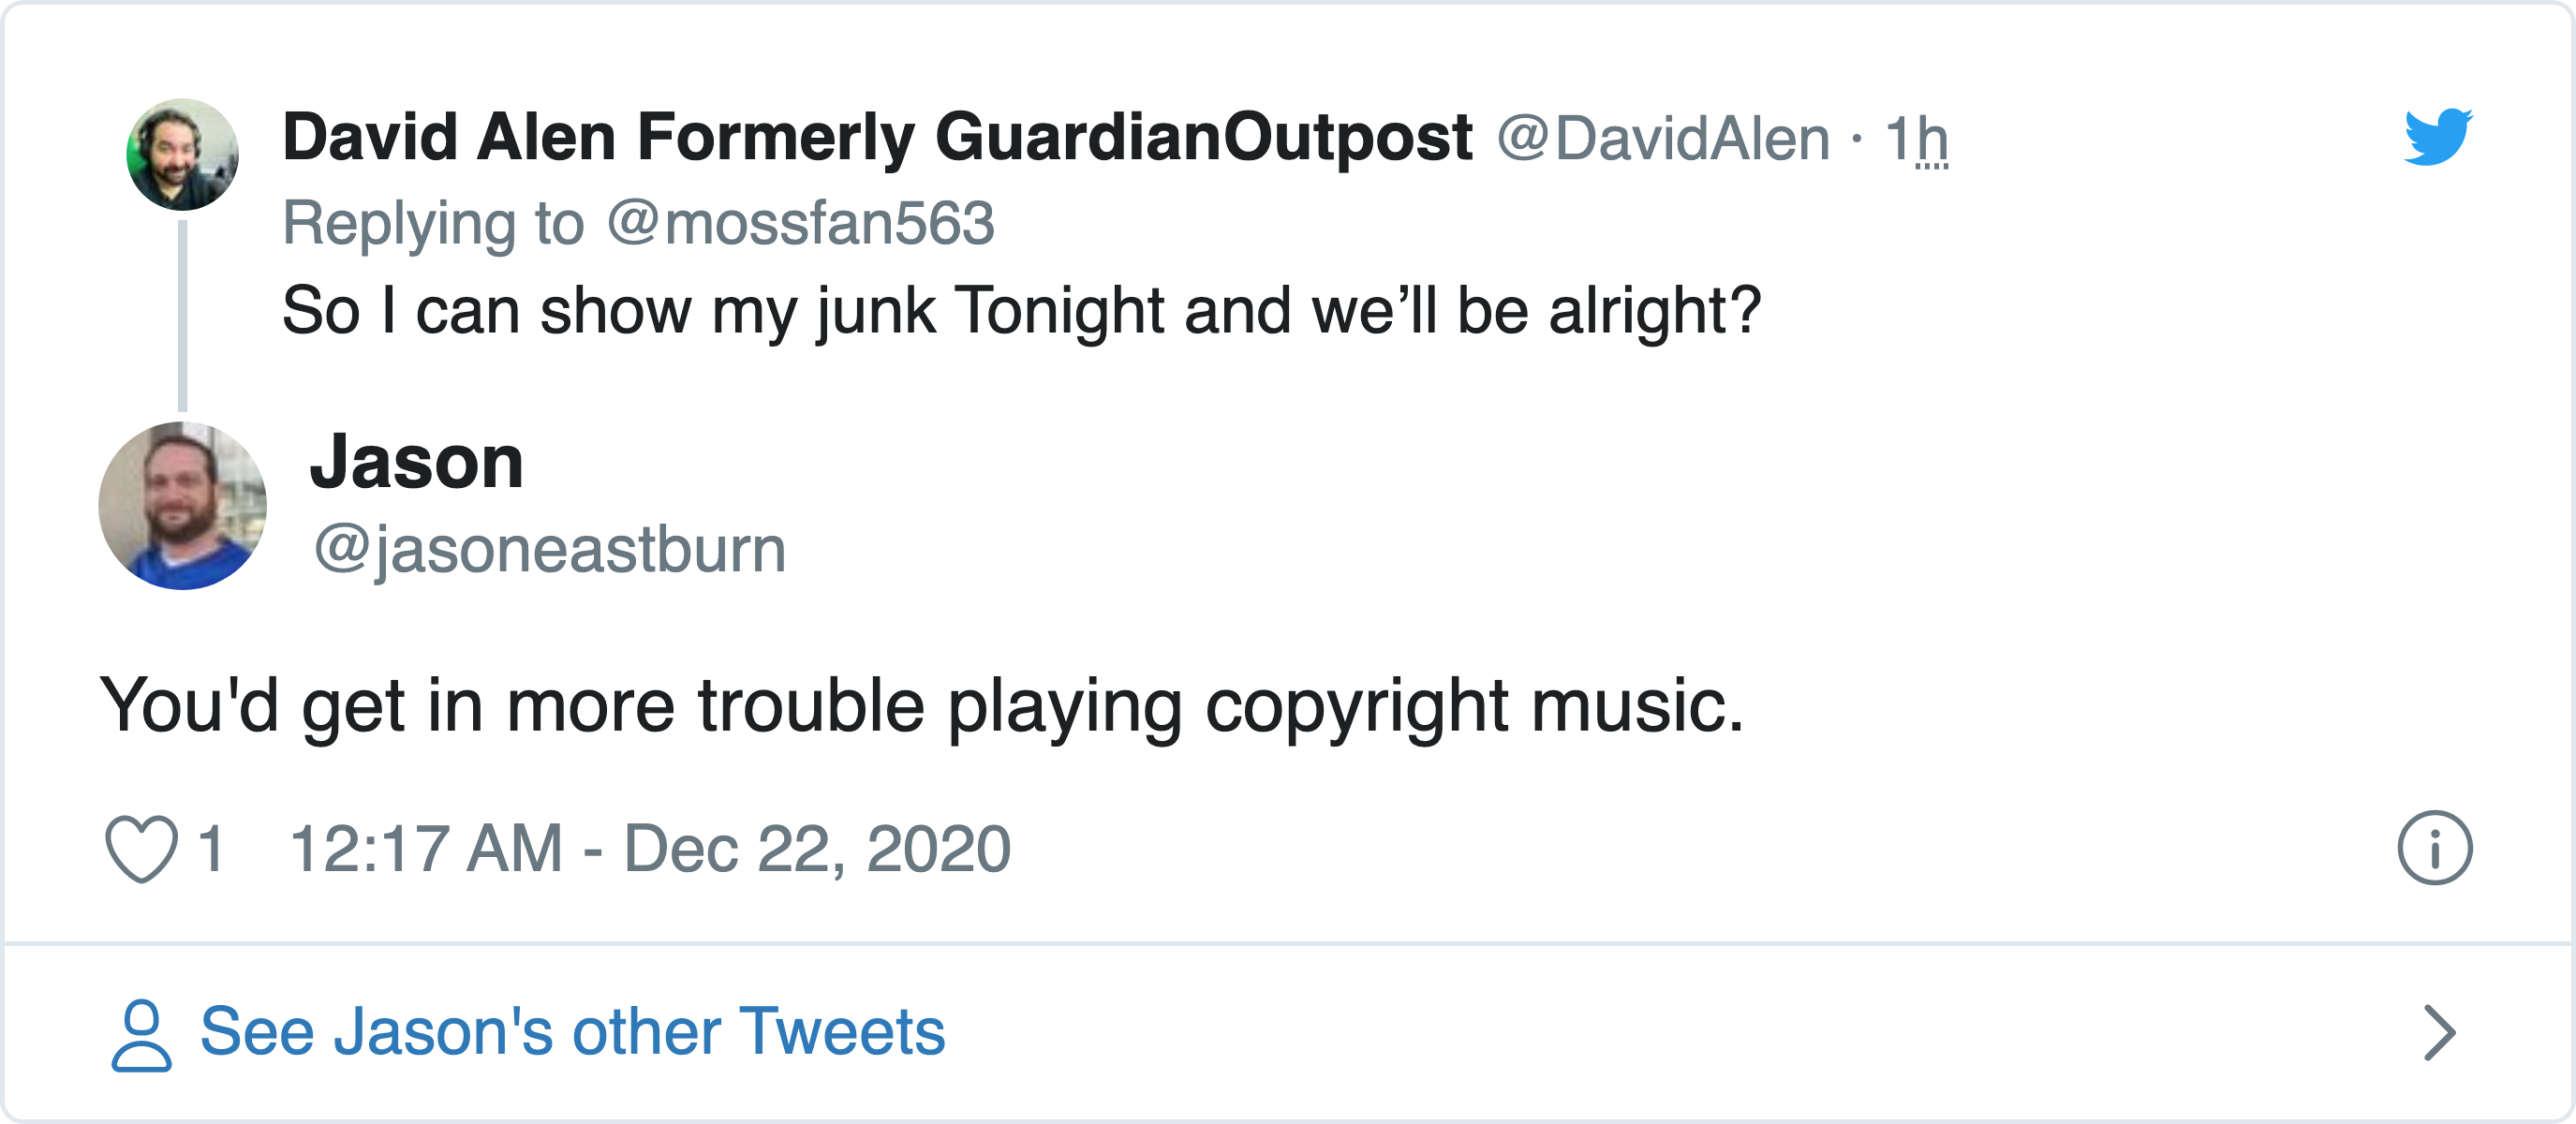 David Alen Formerly GuardianOutpost @DavidAlen · 1h
Replying to @mossfan563
So I can show my junk Tonight and we’ll be alright?
Jason
@jasoneastburn
You'd get in more trouble playing copyright music.
1 12:17 AM - Dec 22, 2020
See Jason's other Tweets